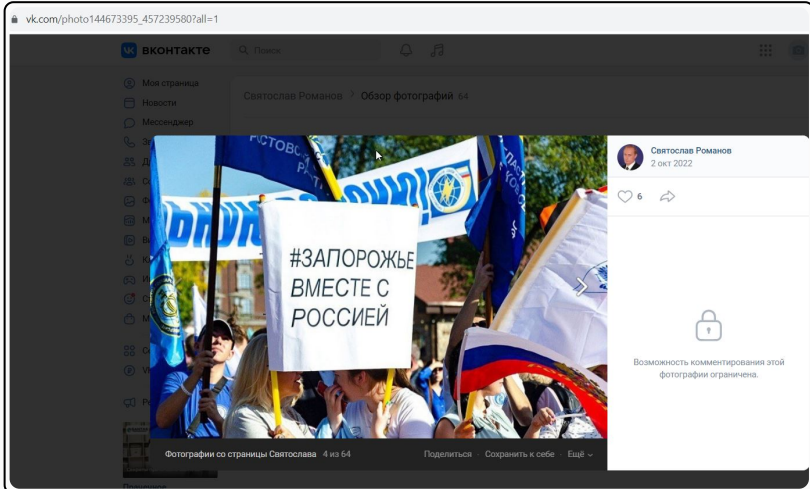 vk.com/photo144673395_457239580?all=1
вконтакте
Поиск
Моя страница
Новости
Мессенджер
Святослав Романов > Обзор фотографий 64
РОСТОВС
#ЗАПОРОЖЬЕ
ВМЕСТЕ С
РОССИЕЙ
Святослав Романов
2 окт 2022
6
Возможность комментирования этой
фотографии ограничена.
Фотографии со страницы Святослава 4 из 64
Поделиться · Сохранить к себе · Ещё